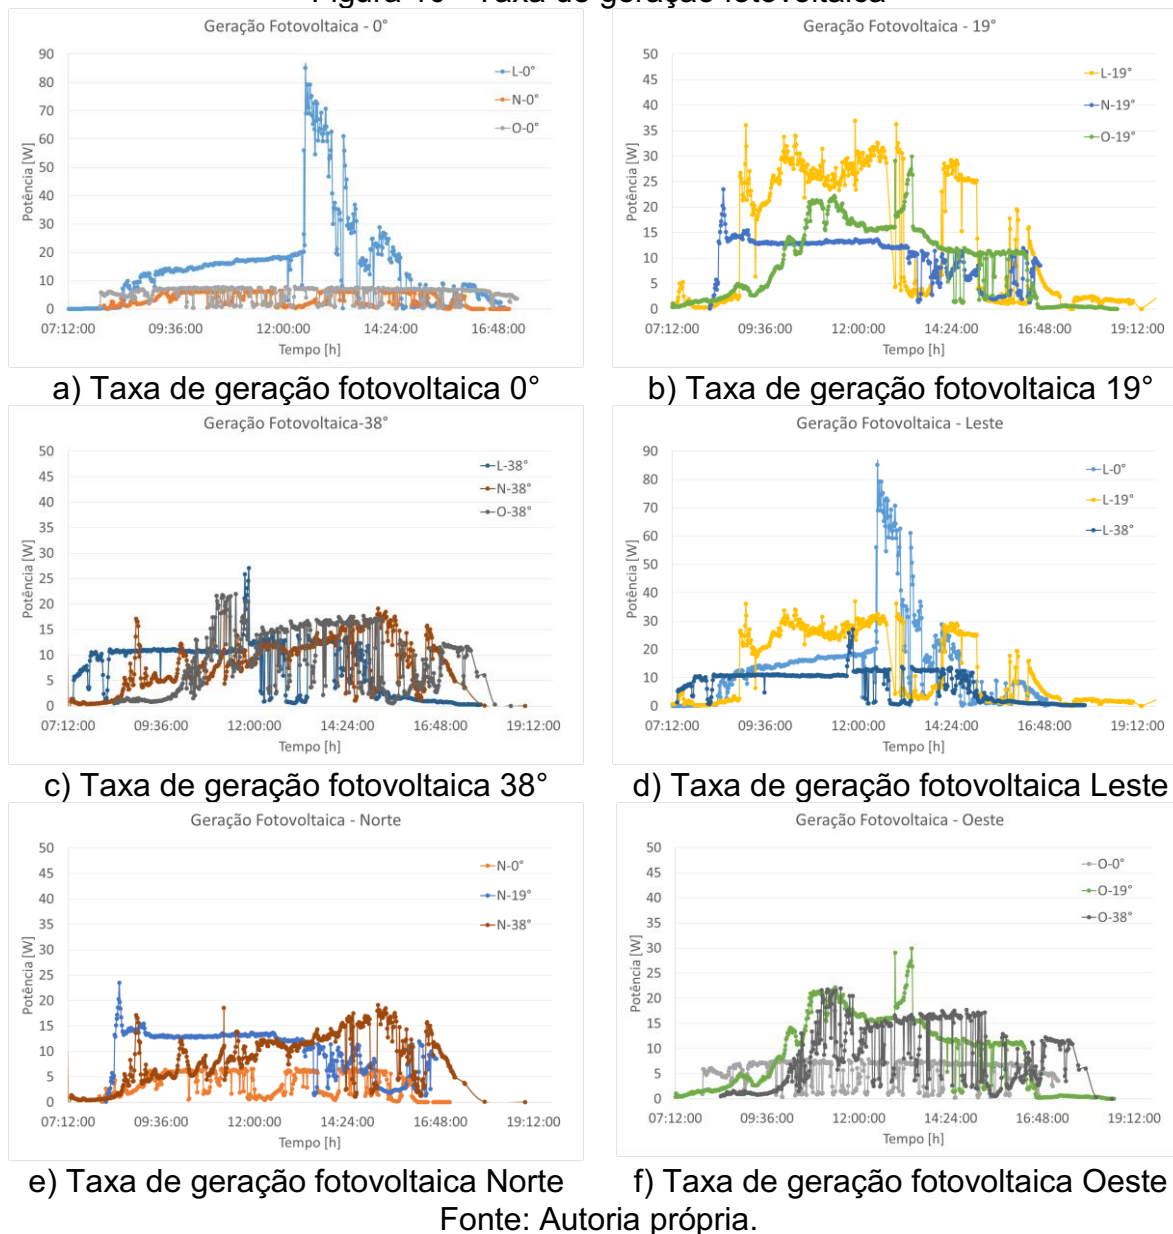 Geração Fotovoltaica - 0°
90
80
70
60
50
40
30
20
10
0
Potência [W]
L-0°
N-0°
O-0°
07:12:00 09:36:00 12:00:00 14:24:00 16:48:00
Tempo [h]
a) Taxa de geração fotovoltaica 0°
Geração Fotovoltaica - 19°
50
45
40
35
30
25
20
15
10
5
0
Potência [W]
L-19°
N-19°
O-19°
07:12:00 09:36:00 12:00:00 14:24:00 16:48:00 19:12:00
Tempo [h]
b) Taxa de geração fotovoltaica 19°
Geração Fotovoltaica-38°
50
45
40
35
30
25
20
15
10
5
0
Potência [W]
L-38°
N-38°
O-38°
07:12:00 09:36:00 12:00:00 14:24:00 16:48:00 19:12:00
Tempo [h]
c) Taxa de geração fotovoltaica 38°
Geração Fotovoltaica - Leste
90
80
70
60
50
40
30
20
10
0
Potência [W]
L-0°
L-19°
L-38°
07:12:00 09:36:00 12:00:00 14:24:00 16:48:00 19:12:00
Tempo [h]
d) Taxa de geração fotovoltaica Leste
Geração Fotovoltaica - Norte
50
45
40
35
30
25
20
15
10
5
0
Potência [W]
N-0°
N-19°
N-38°
07:12:00 09:36:00 12:00:00 14:24:00 16:48:00 19:12:00
Tempo [h]
e) Taxa de geração fotovoltaica Norte
Geração Fotovoltaica - Oeste
50
45
40
35
30
25
20
15
10
5
0
Potência [W]
O-0°
O-19°
O-38°
07:12:00 09:36:00 12:00:00 14:24:00 16:48:00 19:12:00
Tempo [h]
f) Taxa de geração fotovoltaica Oeste
Fonte: Autoria própria.